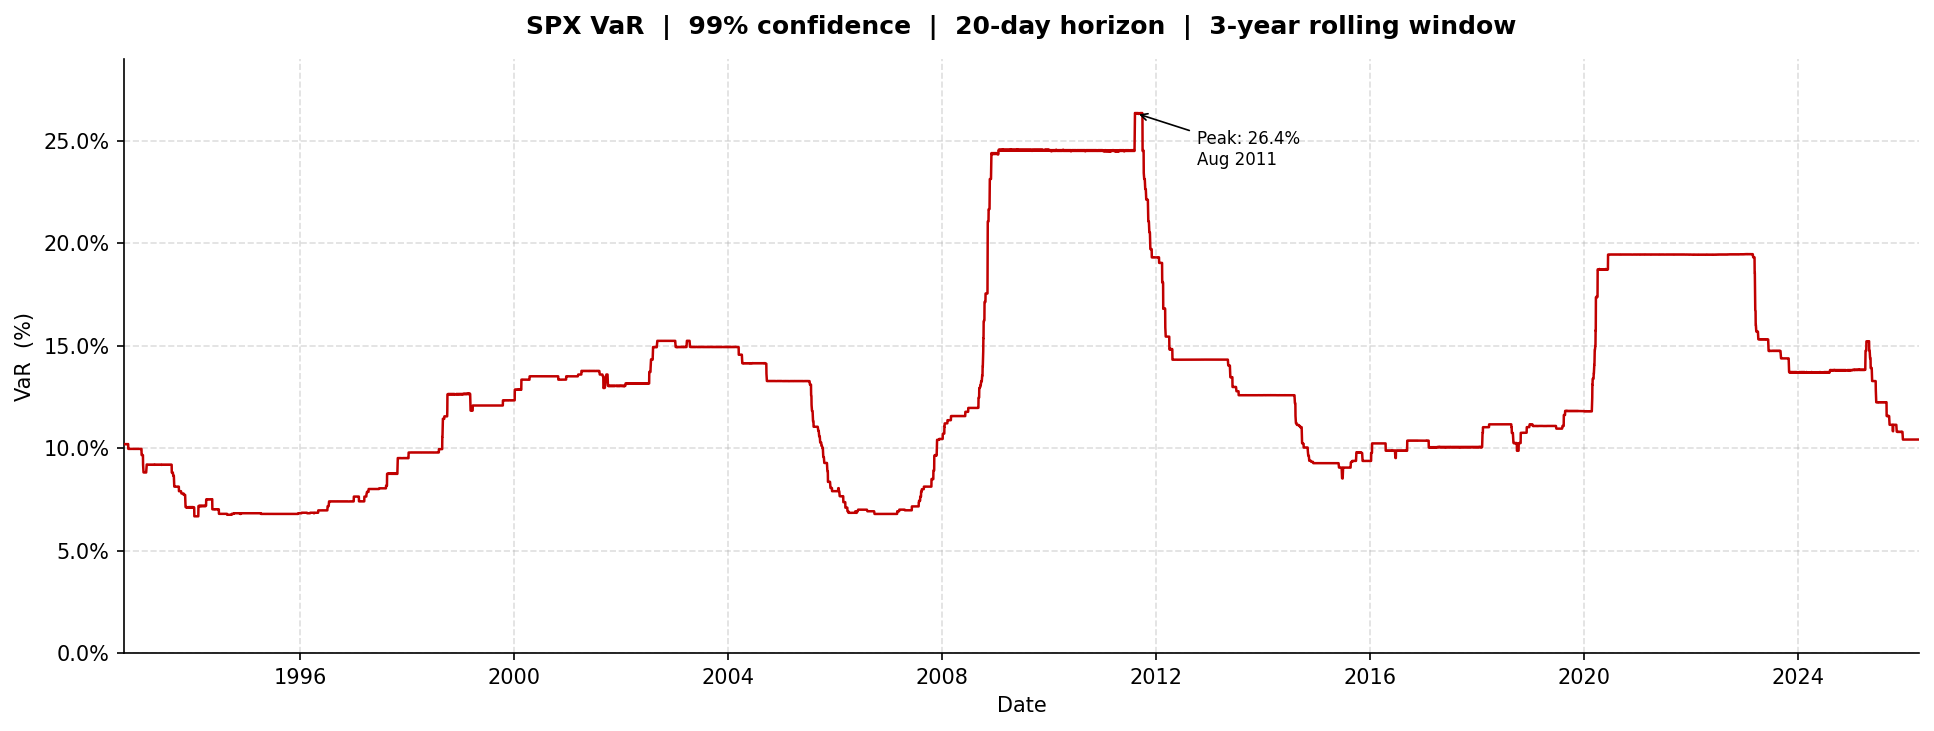 SPX VaR | 99% confidence | 20-day horizon | 3-year rolling window
25.0%
20.0%
15.0%
10.0%
5.0%
0.0%
VaR (%)
Peak: 26.4%
Aug 2011
1996
2000
2004
2008
2012
2016
2020
2024
Date